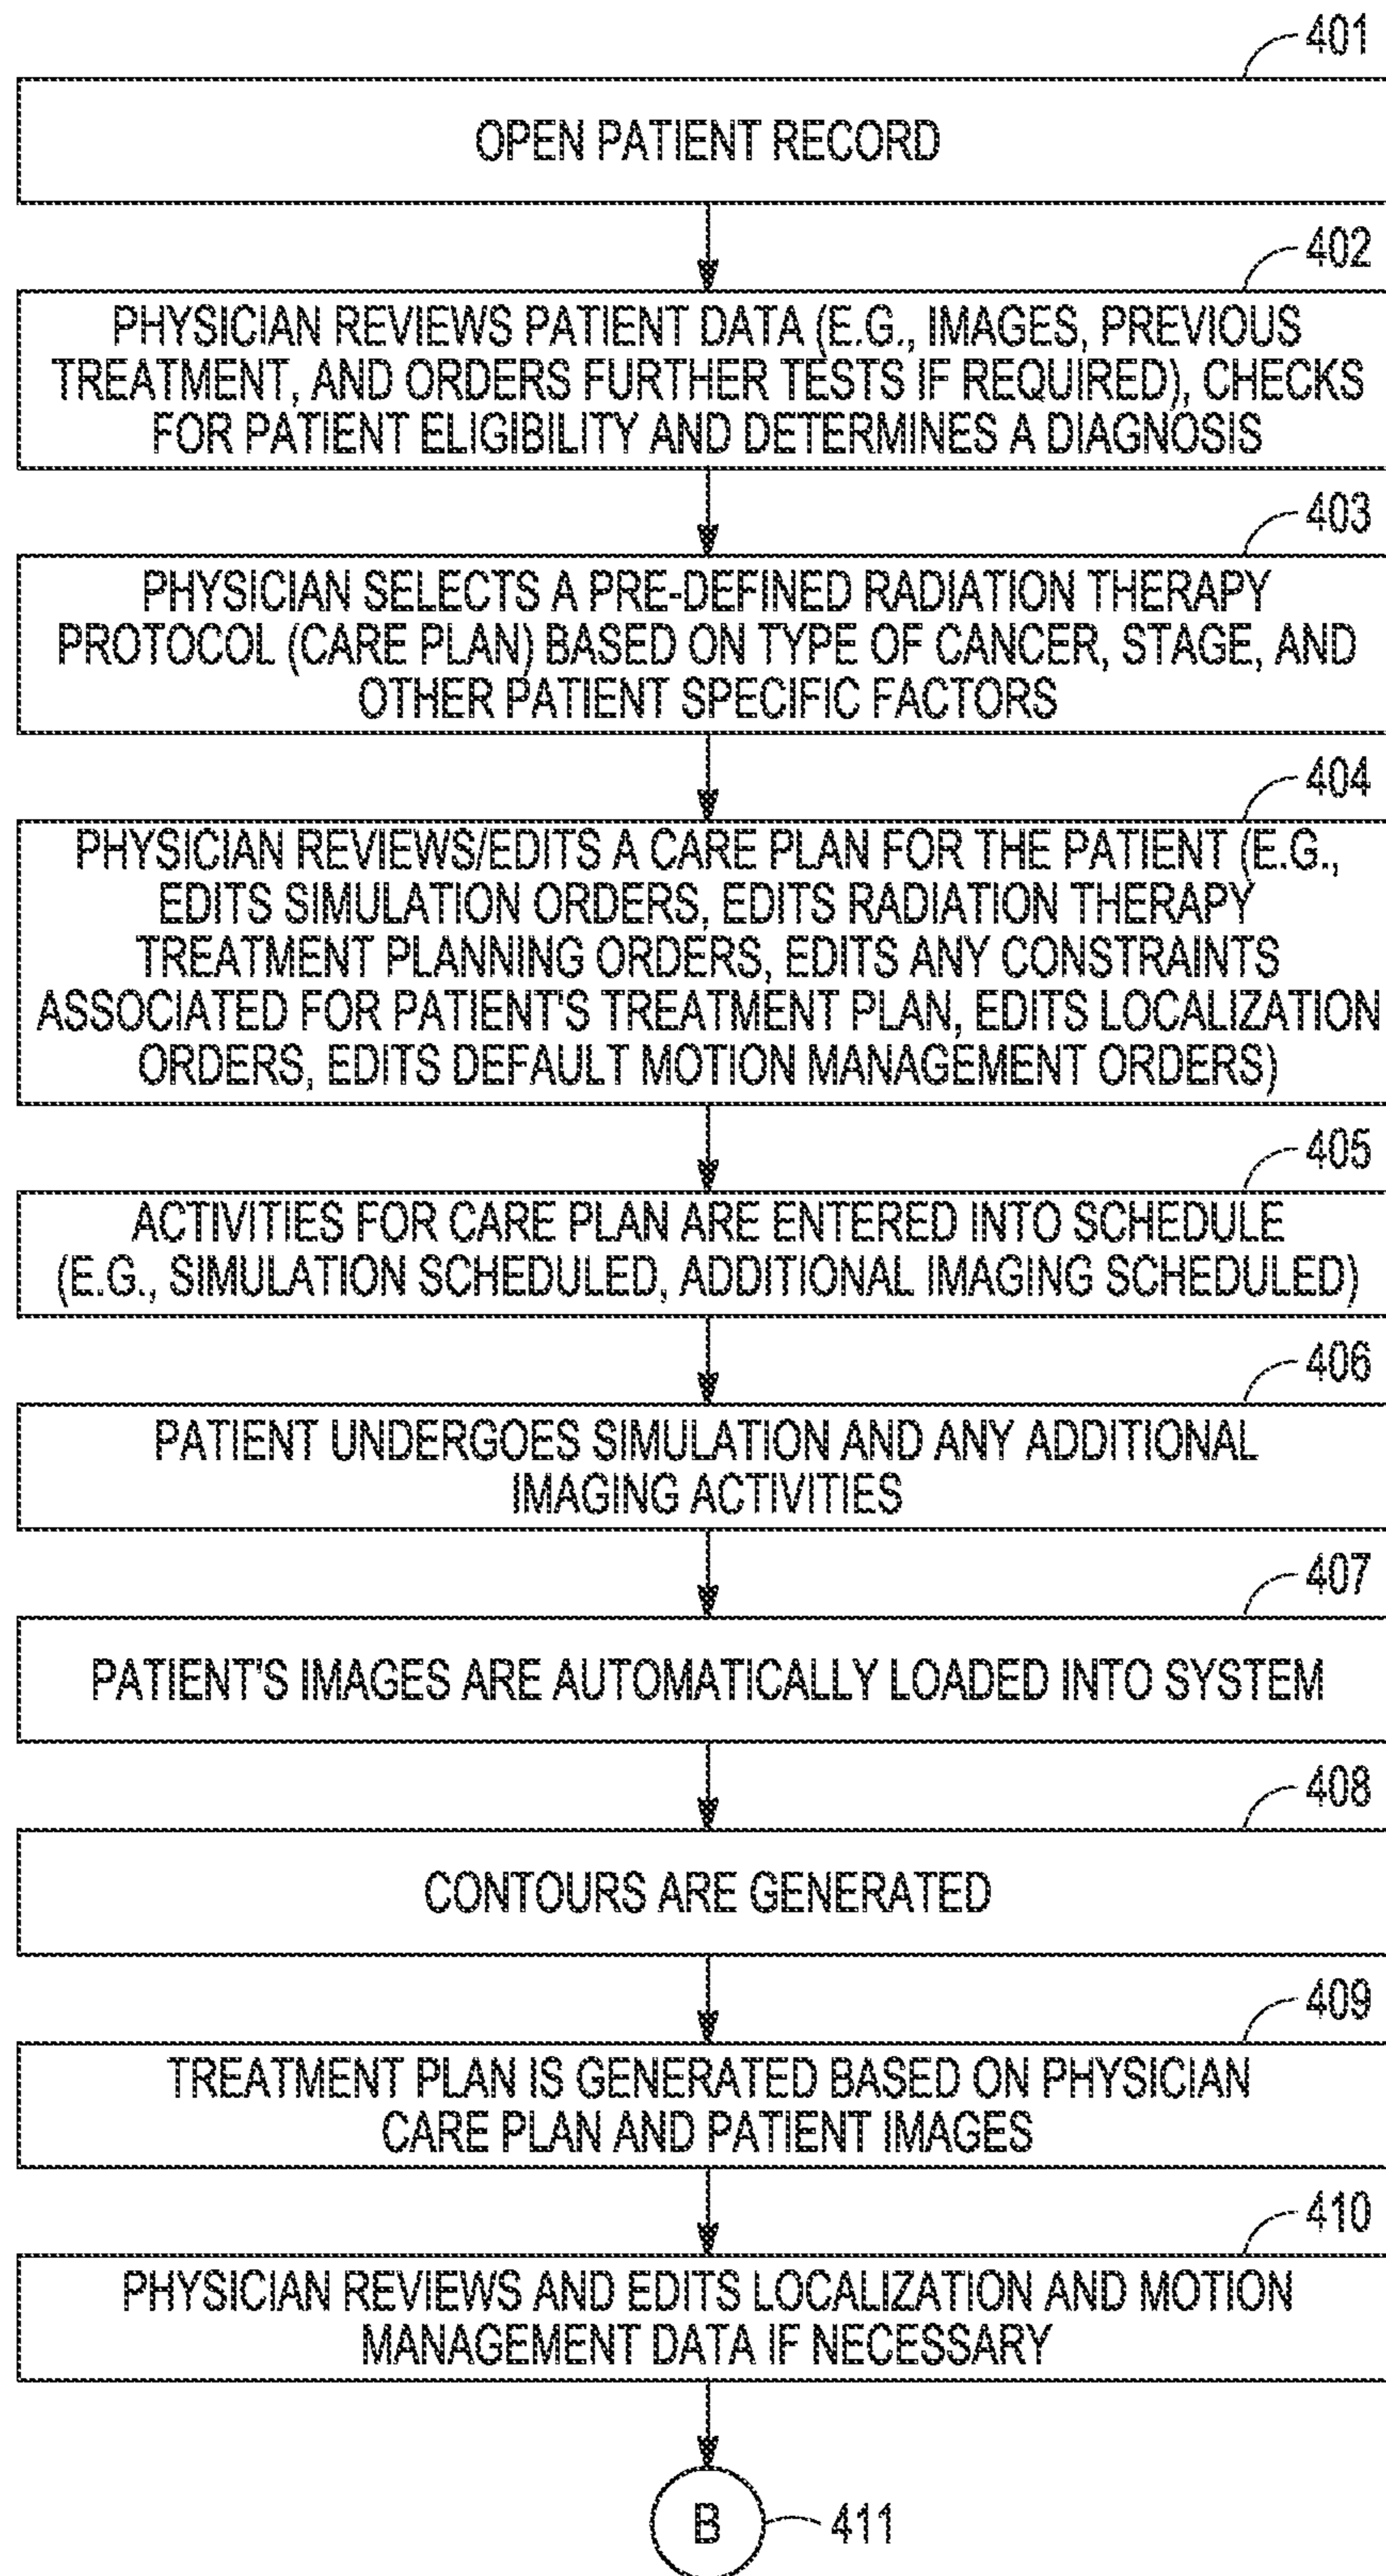 401
OPEN PATIENT RECORD
402
PHYSICIAN REVIEWS PATIENT DATA (E.G., IMAGES, PREVIOUS
TREATMENT, AND ORDERS FURTHER TESTS IF REQUIRED), CHECKS
FOR PATIENT ELIGIBILITY AND DETERMINES A DIAGNOSIS
403
PHYSICIAN SELECTS A PRE-DEFINED RADIATION THERAPY
PROTOCOL (CARE PLAN) BASED ON TYPE OF CANCER, STAGE, AND
OTHER PATIENT SPECIFIC FACTORS
404
PHYSICIAN REVIEWS/EDITS A CARE PLAN FOR THE PATIENT (E.G.,
EDITS SIMULATION ORDERS, EDITS RADIATION THERAPY
TREATMENT PLANNING ORDERS, EDITS ANY CONSTRAINTS
ASSOCIATED FOR PATIENT'S TREATMENT PLAN, EDITS LOCALIZATION
ORDERS, EDITS DEFAULT MOTION MANAGEMENT ORDERS)
405
ACTIVITIES FOR CARE PLAN ARE ENTERED INTO SCHEDULE
(E.G., SIMULATION SCHEDULED, ADDITIONAL IMAGING SCHEDULED)
406
PATIENT UNDERGOES SIMULATION AND ANY ADDITIONAL
IMAGING ACTIVITIES
407
PATIENT'S IMAGES ARE AUTOMATICALLY LOADED INTO SYSTEM
408
CONTOURS ARE GENERATED
409
TREATMENT PLAN IS GENERATED BASED ON PHYSICIAN
CARE PLAN AND PATIENT IMAGES
410
PHYSICIAN REVIEWS AND EDITS LOCALIZATION AND MOTION
MANAGEMENT DATA IF NECESSARY
B 411